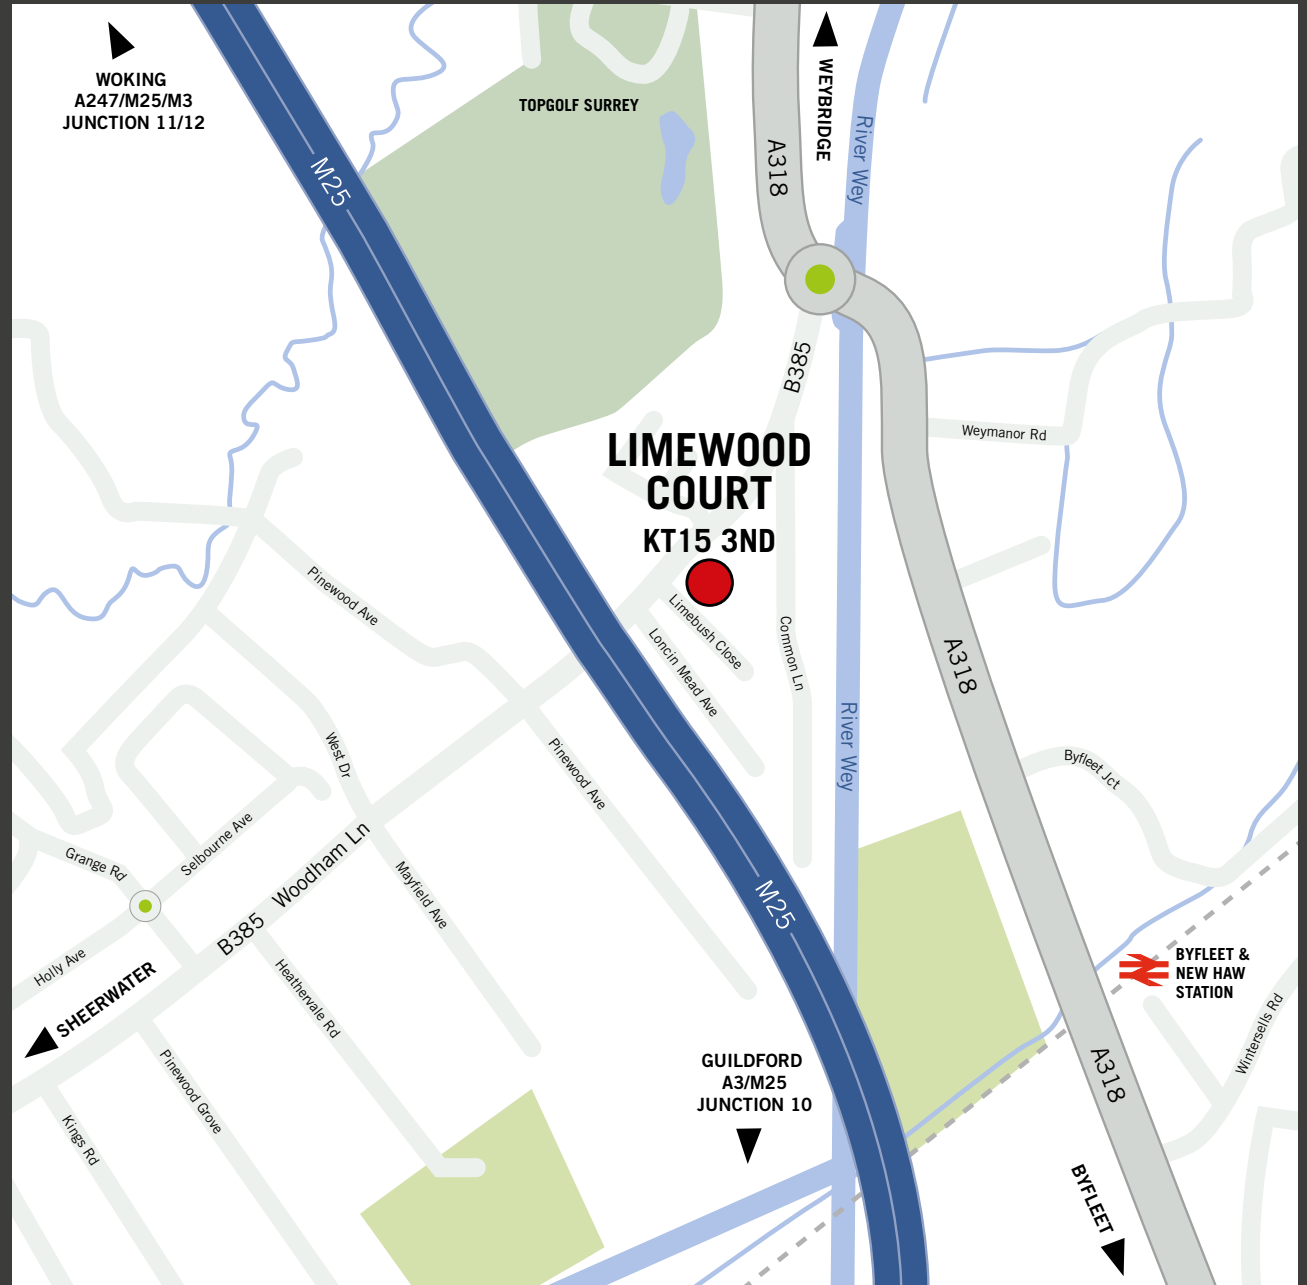 WOKING
A247/M25/M3
JUNCTION 11/12
TOPGOLF SURREY
WEYBRIDGE
A318
River Wey
M25
B385
LIMEWOOD
COURT
KT15 3ND
Weymanor Rd
Pinewood Ave
Limebush Close
Loncin Mead Ave
Common Ln
A318
River Wey
West Dr
Pinewood Ave
Byfleet Jct
Selbourne Ave
Grange Rd
B385 Woodham Ln
Mayfield Ave
M25
Holly Ave
SHEERWATER
Heathervale Rd
BYFLEET &
NEW HAW
STATION
Wintersells Rd
GUILDFORD
A3/M25
JUNCTION 10
A318
Pinewood Grove
Kings Rd
BYFLEET